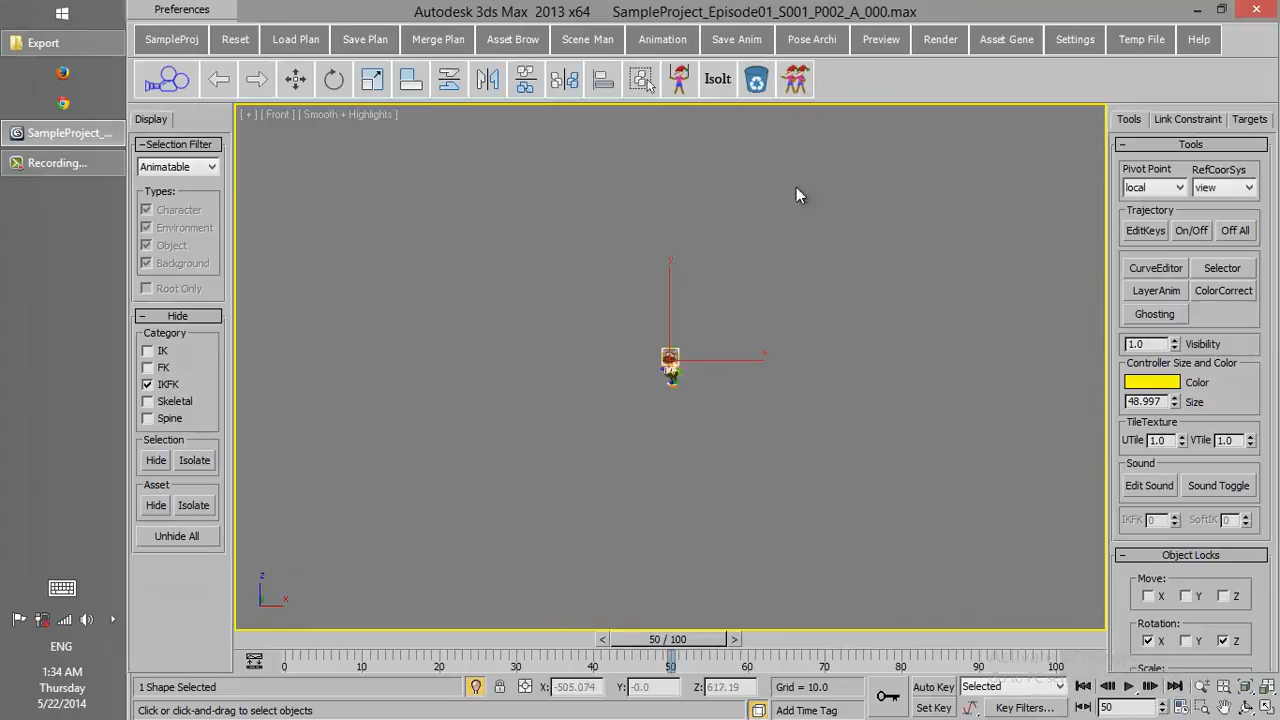 Preferences
Autodesk 3ds Max 2013 x64 SampleProject_Episode01_S001_P002_A_000.max
Export
SampleProj Reset Load Plan Save Plan Merge Plan Asset Brow Scene Man Animation Save Anim Pose Archi Preview Render Asset Gene Settings Temp File Help
Isolt
SampleProject_...
Recording...
Display
[ + ] [ Front ] [ Smooth + Highlights ]
Tools Link Constraint Targets
Selection Filter
Animatable
Types:
Character
Environment
Object
Background
Root Only
Hide
Category
IK
FK
IKFK
Skeletal
Spine
Selection
Hide Isolate
Asset
Hide Isolate
Unhide All
y
x
z
x
Tools
Pivot Point RefCoorSys
local view
Trajectory
EditKeys On/Off Off All
CurveEditor Selector
LayerAnim ColorCorrect
Ghosting
1.0 Visibility
Controller Size and Color
Color
48.997 Size
TileTexture
UTile 1.0 VTile 1.0
Sound
Edit Sound Sound Toggle
IKFK 0 SoftIK 0
Object Locks
Move: X Y Z
Rotation: X Y Z
Scale:
< 50 / 100 >
0 10 20 30 40 50 60 70 80 90 100
1 Shape Selected X: -505.074 Y: -0.0 Z: 617.19 Grid = 10.0 Auto Key Selected
Click or click-and-drag to select objects Add Time Tag Set Key Key Filters... 50
ENG
1:34 AM
Thursday
5/22/2014